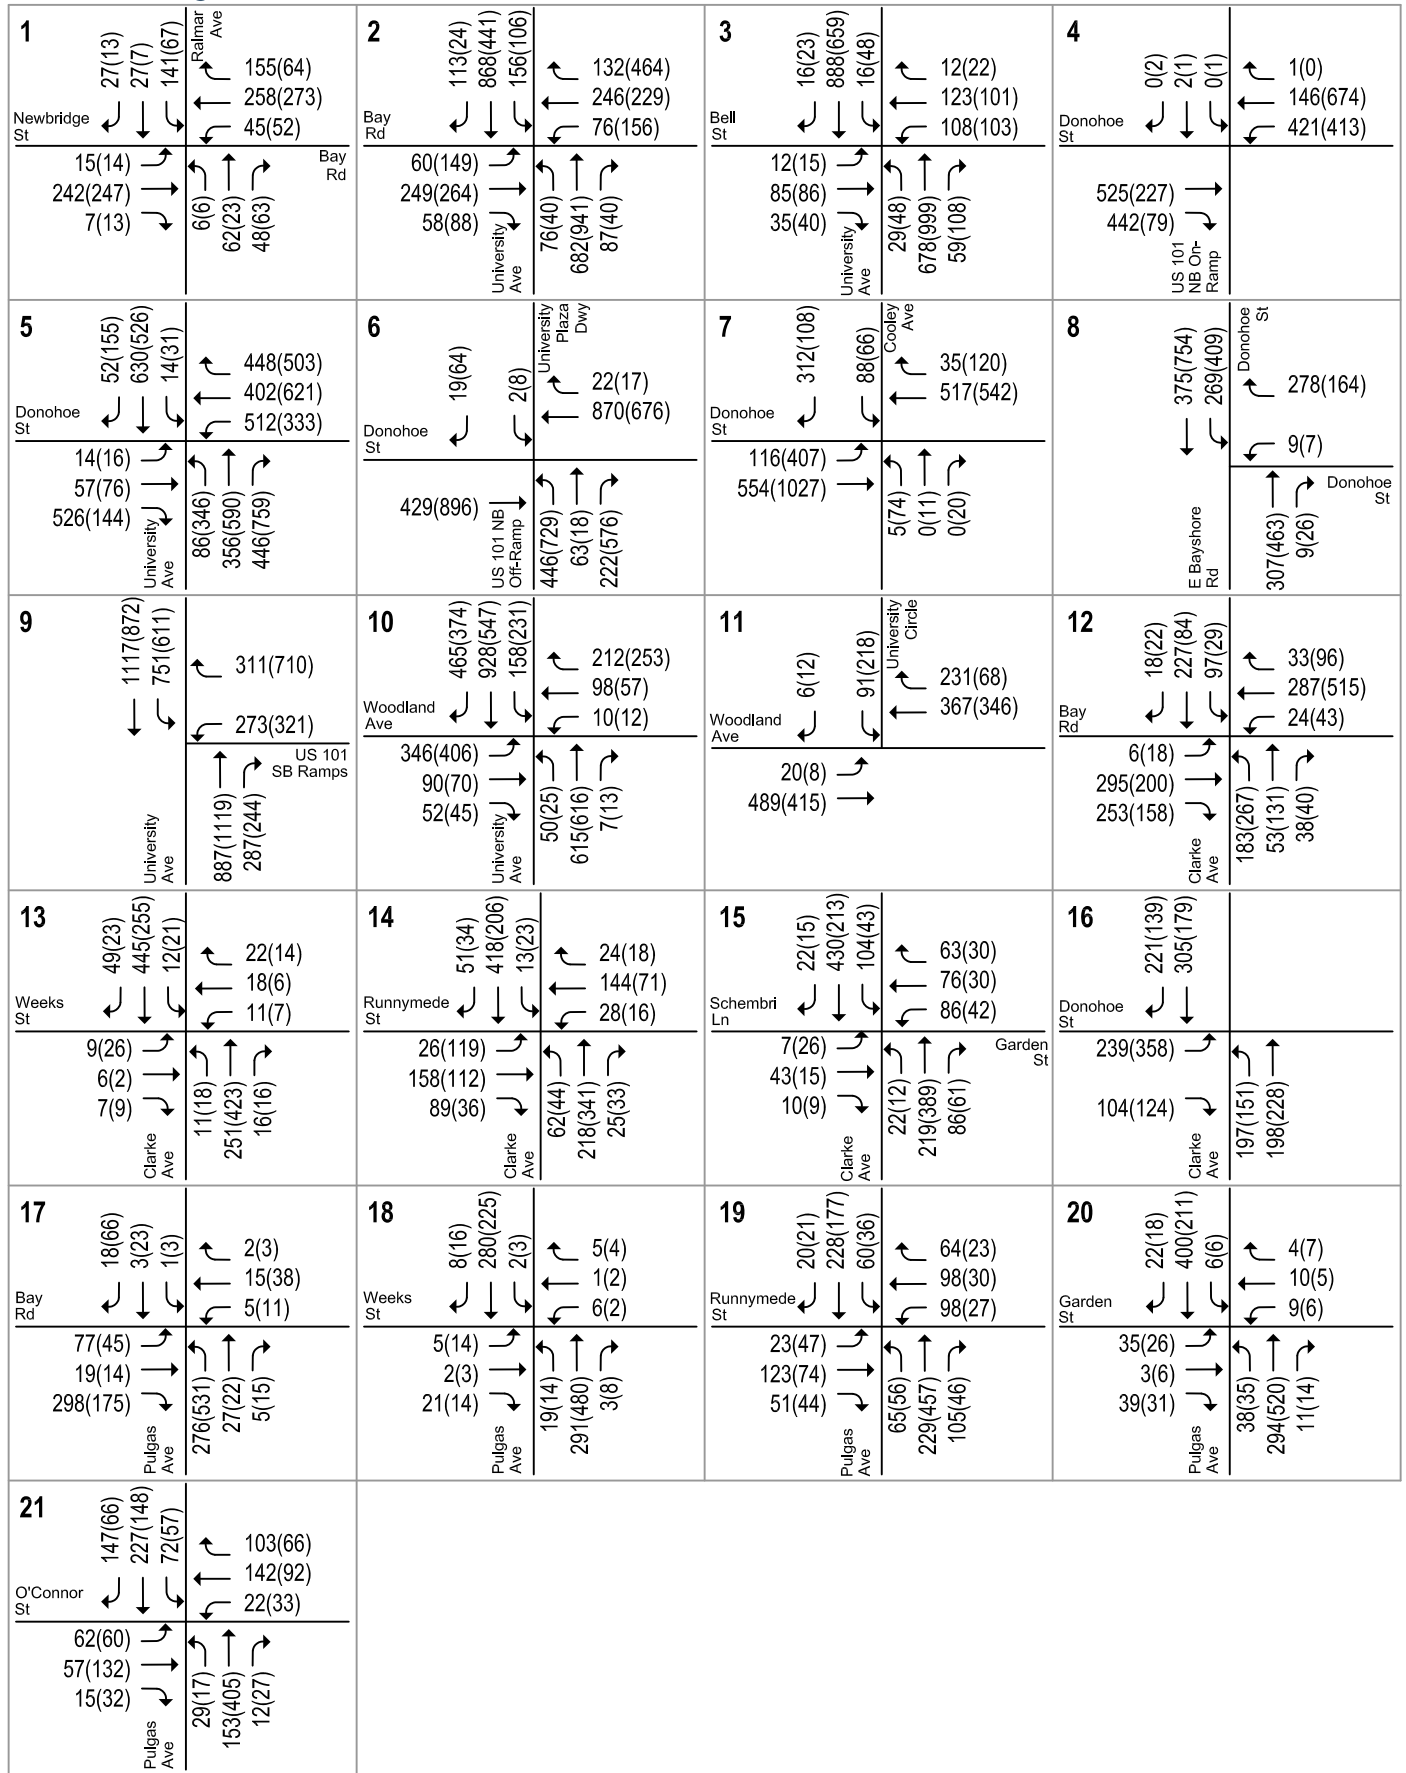 1
27(13)
27(7)
141(67)
Ralmar
Ave
155(64)
258(273)
45(52)
Newbridge
St
Bay
Rd
15(14)
242(247)
7(13)
6(6)
62(23)
48(63)
2
113(24)
868(441)
156(106)
132(464)
246(229)
76(156)
Bay
Rd
60(149)
249(264)
58(88)
University
Ave
76(40)
682(941)
87(40)
3
16(23)
888(659)
16(48)
12(22)
123(101)
108(103)
Bell
St
12(15)
85(86)
35(40)
University
Ave
29(48)
678(999)
59(108)
4
0(2)
2(1)
0(1)
1(0)
146(674)
421(413)
Donohoe
St
525(227)
442(79)
US 101
NB On-
Ramp
5
52(155)
630(526)
14(31)
448(503)
402(621)
512(333)
Donohoe
St
14(16)
57(76)
526(144)
University
Ave
86(346)
356(590)
446(759)
6
19(64)
2(8)
University
Plaza
Dwy
22(17)
870(676)
Donohoe
St
429(896)
US 101 NB
Off-Ramp
446(729)
63(18)
222(576)
7
312(108)
88(66)
Cooley
Ave
35(120)
517(542)
Donohoe
St
116(407)
554(1027)
5(74)
0(11)
0(20)
8
375(754)
269(409)
Donohoe
St
278(164)
9(7)
Donohoe
St
E Bayshore
Rd
307(463)
9(26)
9
1117(872)
751(611)
311(710)
273(321)
US 101
SB Ramps
University
Ave
887(1119)
287(244)
10
465(374)
928(547)
158(231)
212(253)
98(57)
10(12)
Woodland
Ave
346(406)
90(70)
52(45)
University
Ave
50(25)
615(616)
7(13)
11
6(12)
91(218)
University
Circle
231(68)
367(346)
Woodland
Ave
20(8)
489(415)
12
18(22)
227(84)
97(29)
33(96)
287(515)
24(43)
Bay
Rd
6(18)
295(200)
253(158)
Clarke
Ave
183(267)
53(131)
38(40)
13
49(23)
445(255)
12(21)
22(14)
18(6)
11(7)
Weeks
St
9(26)
6(2)
7(9)
Clarke
Ave
11(18)
251(423)
16(16)
14
51(34)
418(206)
13(23)
24(18)
144(71)
28(16)
Runnymede
St
26(119)
158(112)
89(36)
Clarke
Ave
62(44)
218(341)
25(33)
15
22(15)
430(213)
104(43)
63(30)
76(30)
86(42)
Schembri
Ln
Garden
St
7(26)
43(15)
10(9)
Clarke
Ave
22(12)
219(389)
86(61)
16
221(139)
305(179)
Donohoe
St
239(358)
104(124)
Clarke
Ave
197(151)
198(228)
17
18(66)
3(23)
1(3)
2(3)
15(38)
5(11)
Bay
Rd
77(45)
19(14)
298(175)
Pulgas
Ave
276(531)
27(22)
5(15)
18
8(16)
280(225)
2(3)
5(4)
1(2)
6(2)
Weeks
St
5(14)
2(3)
21(14)
Pulgas
Ave
19(14)
291(480)
3(8)
19
20(21)
228(177)
60(36)
64(23)
98(30)
98(27)
Runnymede
St
23(47)
123(74)
51(44)
Pulgas
Ave
65(56)
229(457)
105(46)
20
22(18)
400(211)
6(6)
4(7)
10(5)
9(6)
Garden
St
35(26)
3(6)
39(31)
Pulgas
Ave
38(35)
294(520)
11(14)
21
147(66)
227(148)
72(57)
103(66)
142(92)
22(33)
O'Connor
St
62(60)
57(132)
15(32)
Pulgas
Ave
29(17)
153(405)
12(27)